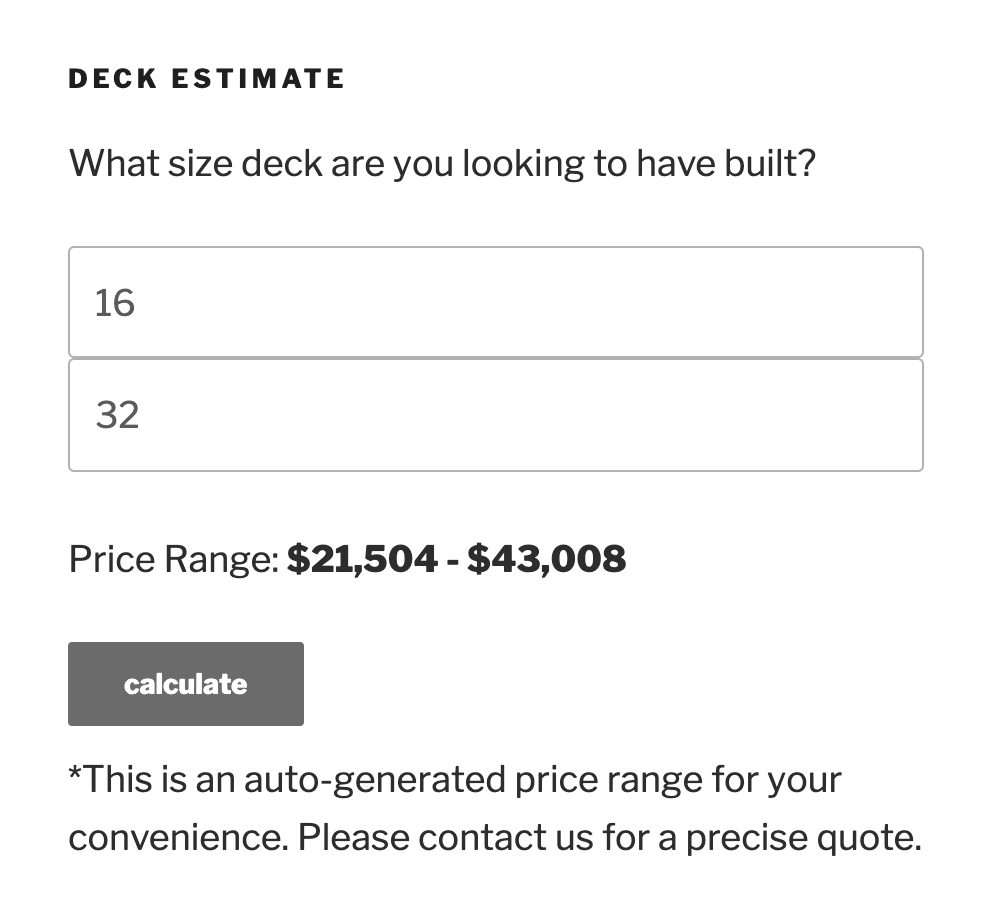 DECK ESTIMATE
What size deck are you looking to have built?
16
32
Price Range: $21,504 - $43,008
calculate
*This is an auto-generated price range for your
convenience. Please contact us for a precise quote.